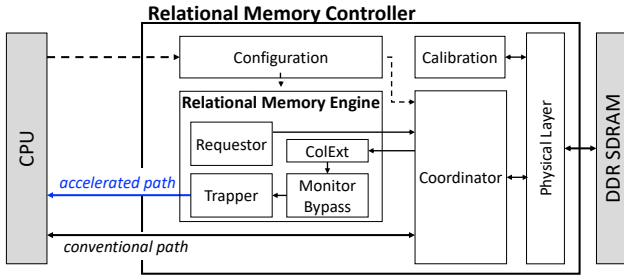 Relational Memory Controller
CPU
Configuration
Calibration
Relational Memory Engine
Requestor
ColExt
Trapper
Monitor
Bypass
Coordinator
Physical Layer
DDR SDRAM
accelerated path
conventional path